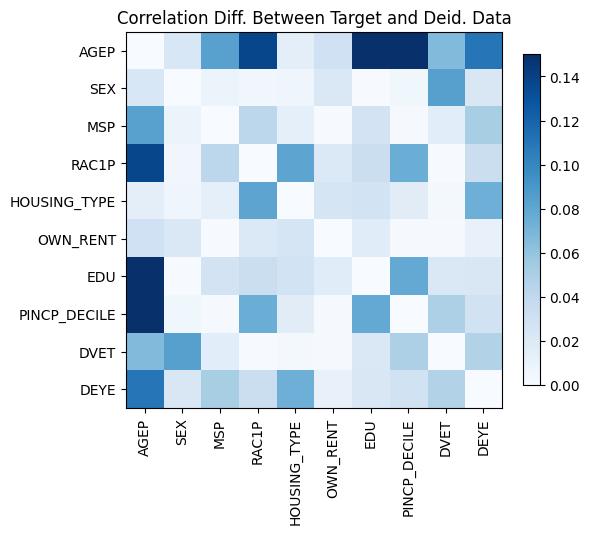 Correlation Diff. Between Target and Deid. Data
AGEP
SEX
MSP
RAC1P
HOUSING_TYPE
OWN_RENT
EDU
PINCP_DECILE
DVET
DEYE
AGEP
SEX
MSP
RAC1P
HOUSING_TYPE
OWN_RENT
EDU
PINCP_DECILE
DVET
DEYE
0.14
0.12
0.10
0.08
0.06
0.04
0.02
0.00